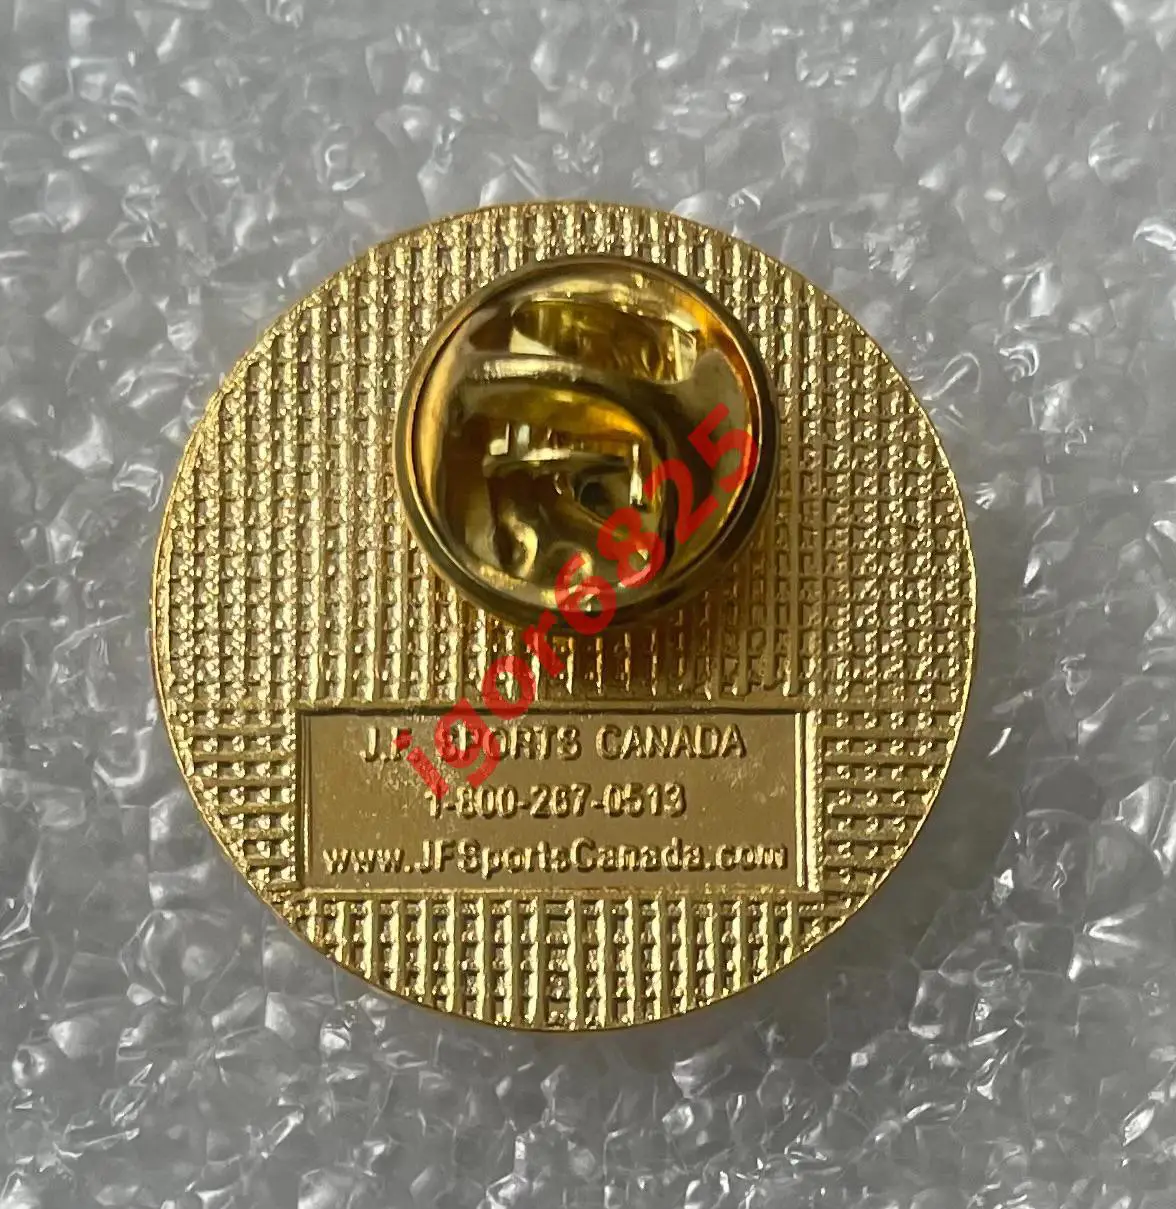 J.F. SPORTS CANADA
1-800-267-0513
www.JFSportsCanada.com
igor6825